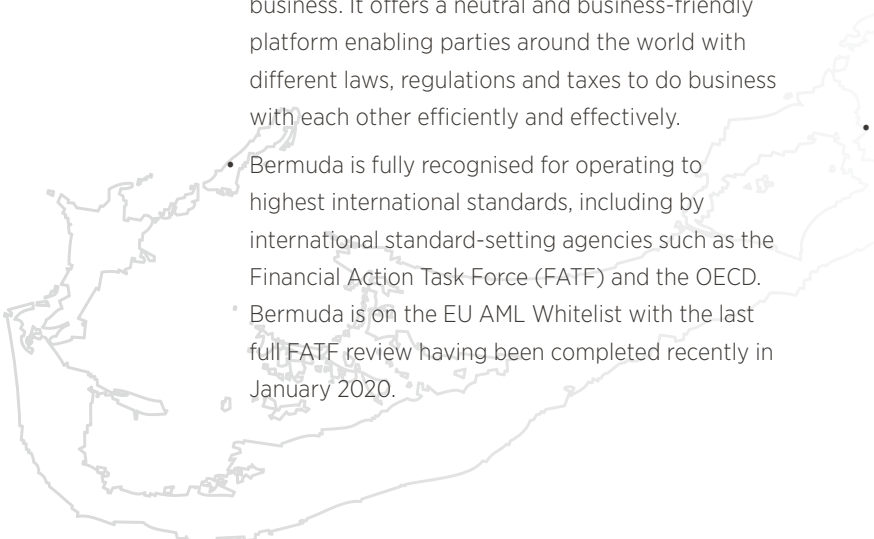 business. It offers a neutral and business-friendly
platform enabling parties around the world with
different laws, regulations and taxes to do business
with each other efficiently and effectively.
• Bermuda is fully recognised for operating to
highest international standards, including by
international standard-setting agencies such as the
Financial Action Task Force (FATF) and the OECD.
Bermuda is on the EU AML Whitelist with the last
full FATF review having been completed recently in
January 2020.
•